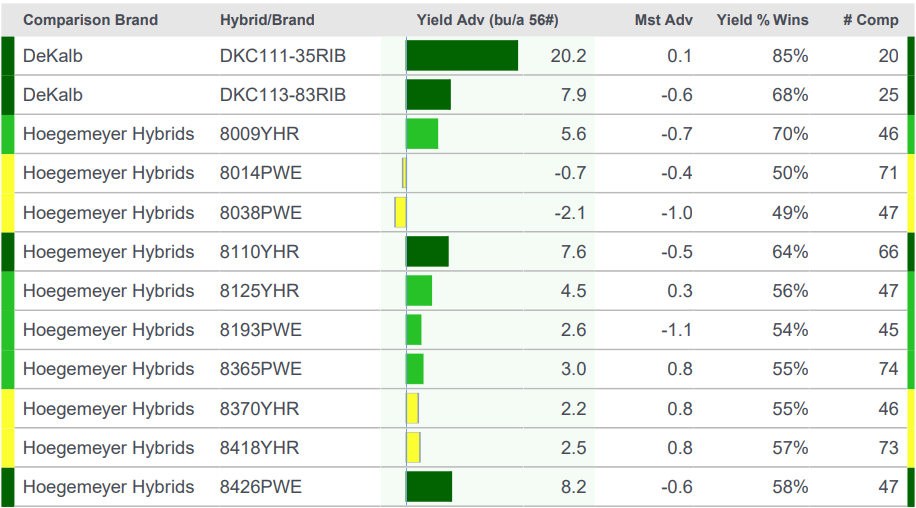 Comparison Brand Hybrid/Brand Yield Adv (bu/a 56#) Mst Adv Yield % Wins # Comp
DeKalb DKC111-35RIB 20.2 0.1 85% 20
DeKalb DKC113-83RIB 7.9 -0.6 68% 25
Hoegemeyer Hybrids 8009YHR 5.6 -0.7 70% 46
Hoegemeyer Hybrids 8014PWE -0.7 -0.4 50% 71
Hoegemeyer Hybrids 8038PWE -2.1 -1.0 49% 47
Hoegemeyer Hybrids 8110YHR 7.6 -0.5 64% 66
Hoegemeyer Hybrids 8125YHR 4.5 0.3 56% 47
Hoegemeyer Hybrids 8193PWE 2.6 -1.1 54% 45
Hoegemeyer Hybrids 8365PWE 3.0 0.8 55% 74
Hoegemeyer Hybrids 8370YHR 2.2 0.8 55% 46
Hoegemeyer Hybrids 8418YHR 2.5 0.8 57% 73
Hoegemeyer Hybrids 8426PWE 8.2 -0.6 58% 47